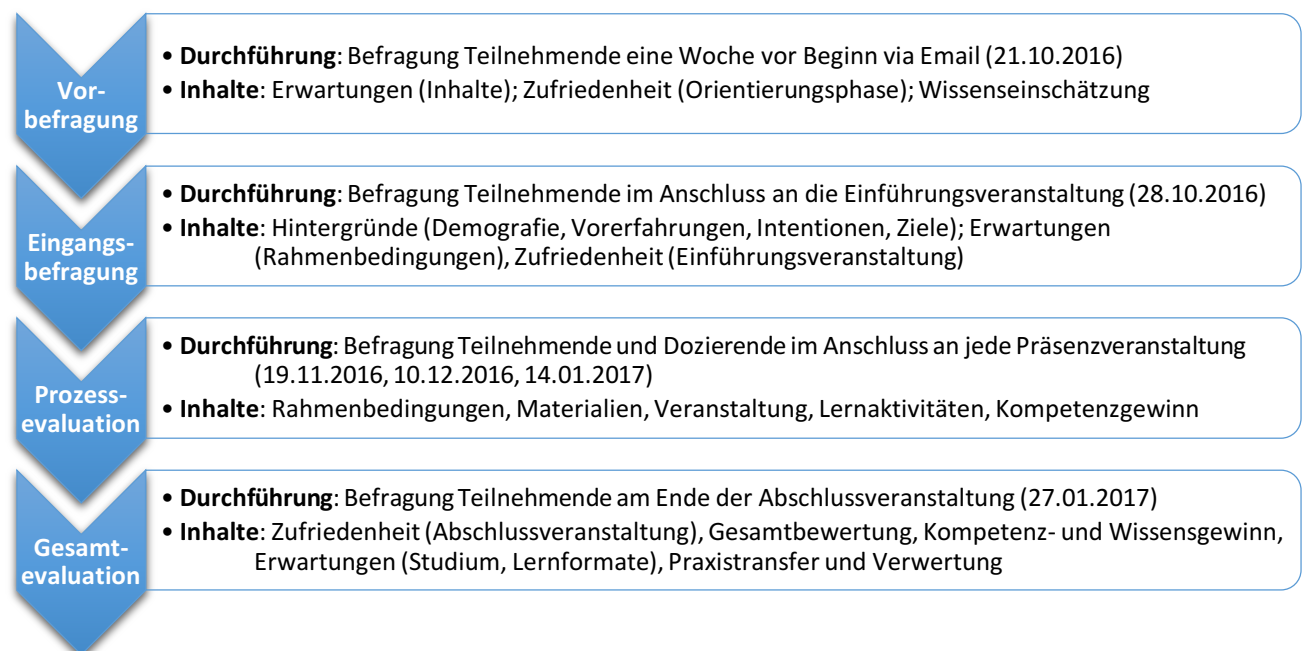 Vor-
befragung
• Durchführung: Befragung Teilnehmende eine Woche vor Beginn via Email (21.10.2016)
• Inhalte: Erwartungen (Inhalte); Zufriedenheit (Orientierungsphase); Wissenseinschätzung
Eingangs-
befragung
• Durchführung: Befragung Teilnehmende im Anschluss an die Einführungsveranstaltung (28.10.2016)
• Inhalte: Hintergründe (Demografie, Vorerfahrungen, Intentionen, Ziele); Erwartungen
(Rahmenbedingungen), Zufriedenheit (Einführungsveranstaltung)
Prozess-
evaluation
• Durchführung: Befragung Teilnehmende und Dozierende im Anschluss an jede Präsenzveranstaltung
(19.11.2016, 10.12.2016, 14.01.2017)
• Inhalte: Rahmenbedingungen, Materialien, Veranstaltung, Lernaktivitäten, Kompetenzgewinn
Gesamt-
evaluation
• Durchführung: Befragung Teilnehmende am Ende der Abschlussveranstaltung (27.01.2017)
• Inhalte: Zufriedenheit (Abschlussveranstaltung), Gesamtbewertung, Kompetenz- und Wissensgewinn,
Erwartungen (Studium, Lernformate), Praxistransfer und Verwertung